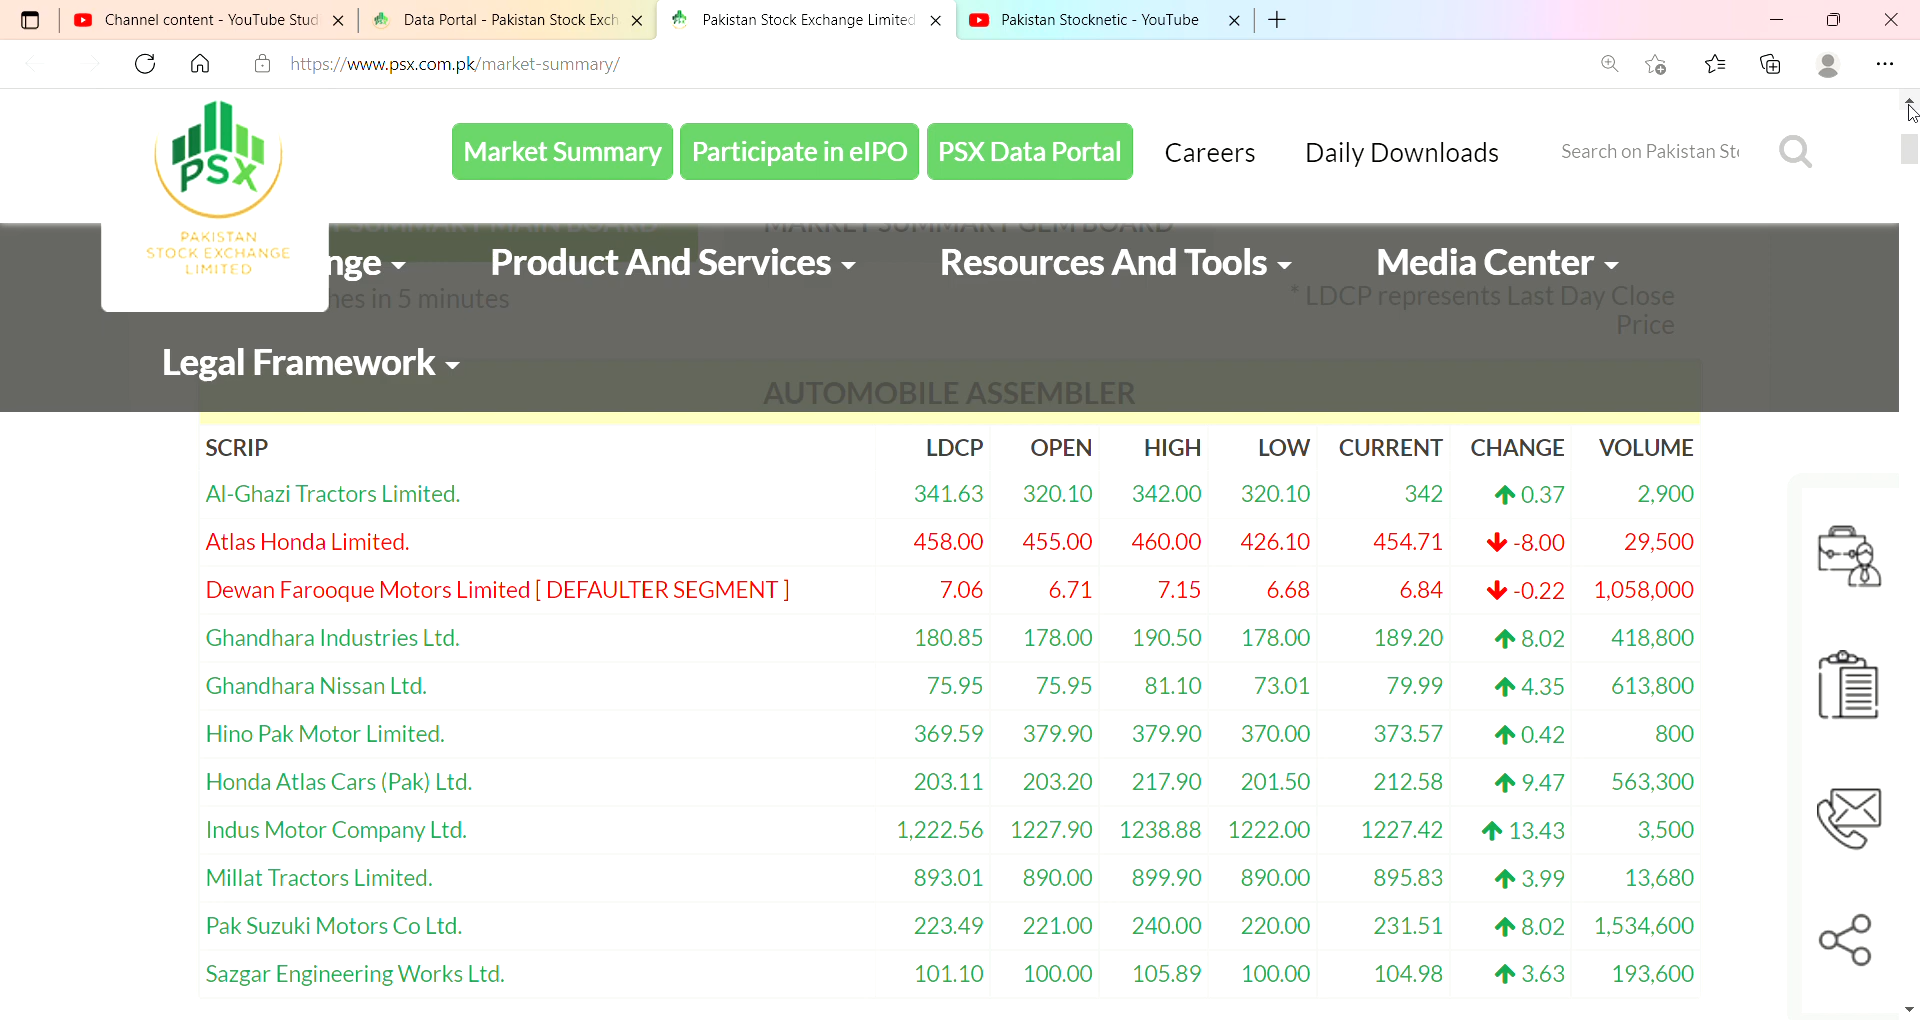 Channel content - YouTube Stud
Data Portal - Pakistan Stock Exch
Pakistan Stock Exchange Limited
Pakistan Stocknetic - YouTube
https://www.psx.com.pk/market-summary/
PSX
PAKISTAN
STOCK EXCHANGE
LIMITED
Market Summary Participate in eIPO PSX Data Portal Careers Daily Downloads Search on Pakistan Sto
SUMMARY MAIN BOARD MARKET SUMMARY GEM BOARD
nge Product And Services Resources And Tools Media Center
hes in 5 minutes * LDCP represents Last Day Close
Price
Legal Framework
AUTOMOBILE ASSEMBLER
SCRIP LDCP OPEN HIGH LOW CURRENT CHANGE VOLUME
Al-Ghazi Tractors Limited. 341.63 320.10 342.00 320.10 342 0.37 2,900
Atlas Honda Limited. 458.00 455.00 460.00 426.10 454.71 -8.00 29,500
Dewan Farooque Motors Limited [ DEFAULTER SEGMENT ] 7.06 6.71 7.15 6.68 6.84 -0.22 1,058,000
Ghandhara Industries Ltd. 180.85 178.00 190.50 178.00 189.20 8.02 418,800
Ghandhara Nissan Ltd. 75.95 75.95 81.10 73.01 79.99 4.35 613,800
Hino Pak Motor Limited. 369.59 379.90 379.90 370.00 373.57 0.42 800
Honda Atlas Cars (Pak) Ltd. 203.11 203.20 217.90 201.50 212.58 9.47 563,300
Indus Motor Company Ltd. 1,222.56 1227.90 1238.88 1222.00 1227.42 13.43 3,500
Millat Tractors Limited. 893.01 890.00 899.90 890.00 895.83 3.99 13,680
Pak Suzuki Motors Co Ltd. 223.49 221.00 240.00 220.00 231.51 8.02 1,534,600
Sazgar Engineering Works Ltd. 101.10 100.00 105.89 100.00 104.98 3.63 193,600